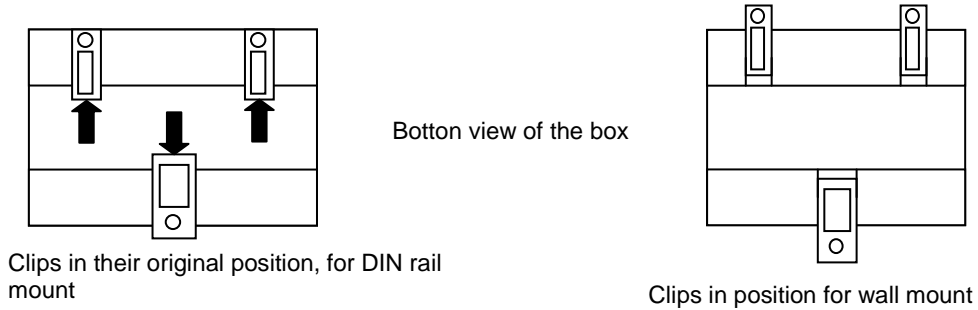 Botton view of the box
Clips in their original position, for DIN rail
mount
Clips in position for wall mount